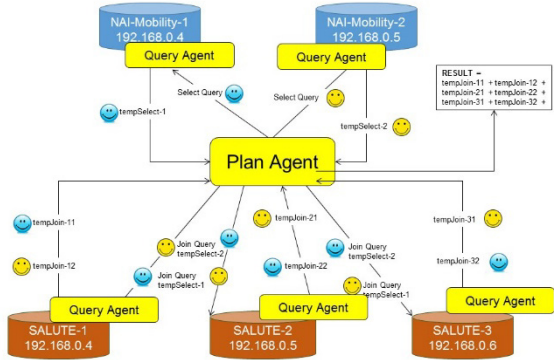 NAI-Mobility-1
192.168.0.4
Query Agent
NAI-Mobility-2
192.168.0.5
Query Agent
RESULT =
tempJoin-11 + tempJoin-12 +
tempJoin-21 + tempJoin-22 +
tempJoin-31 + tempJoin-32 +
Select Query
Select Query
tempSelect-1
tempSelect-2
Plan Agent
tempJoin-11
tempJoin-12
Join Query
tempSelect-2
Join Query
tempSelect-1
tempJoin-21
tempJoin-22
Join Query
tempSelect-2
Join Query
tempSelect-1
tempJoin-31
tempJoin-32
Query Agent
SALUTE-1
192.168.0.4
Query Agent
SALUTE-2
192.168.0.5
Query Agent
SALUTE-3
192.168.0.6